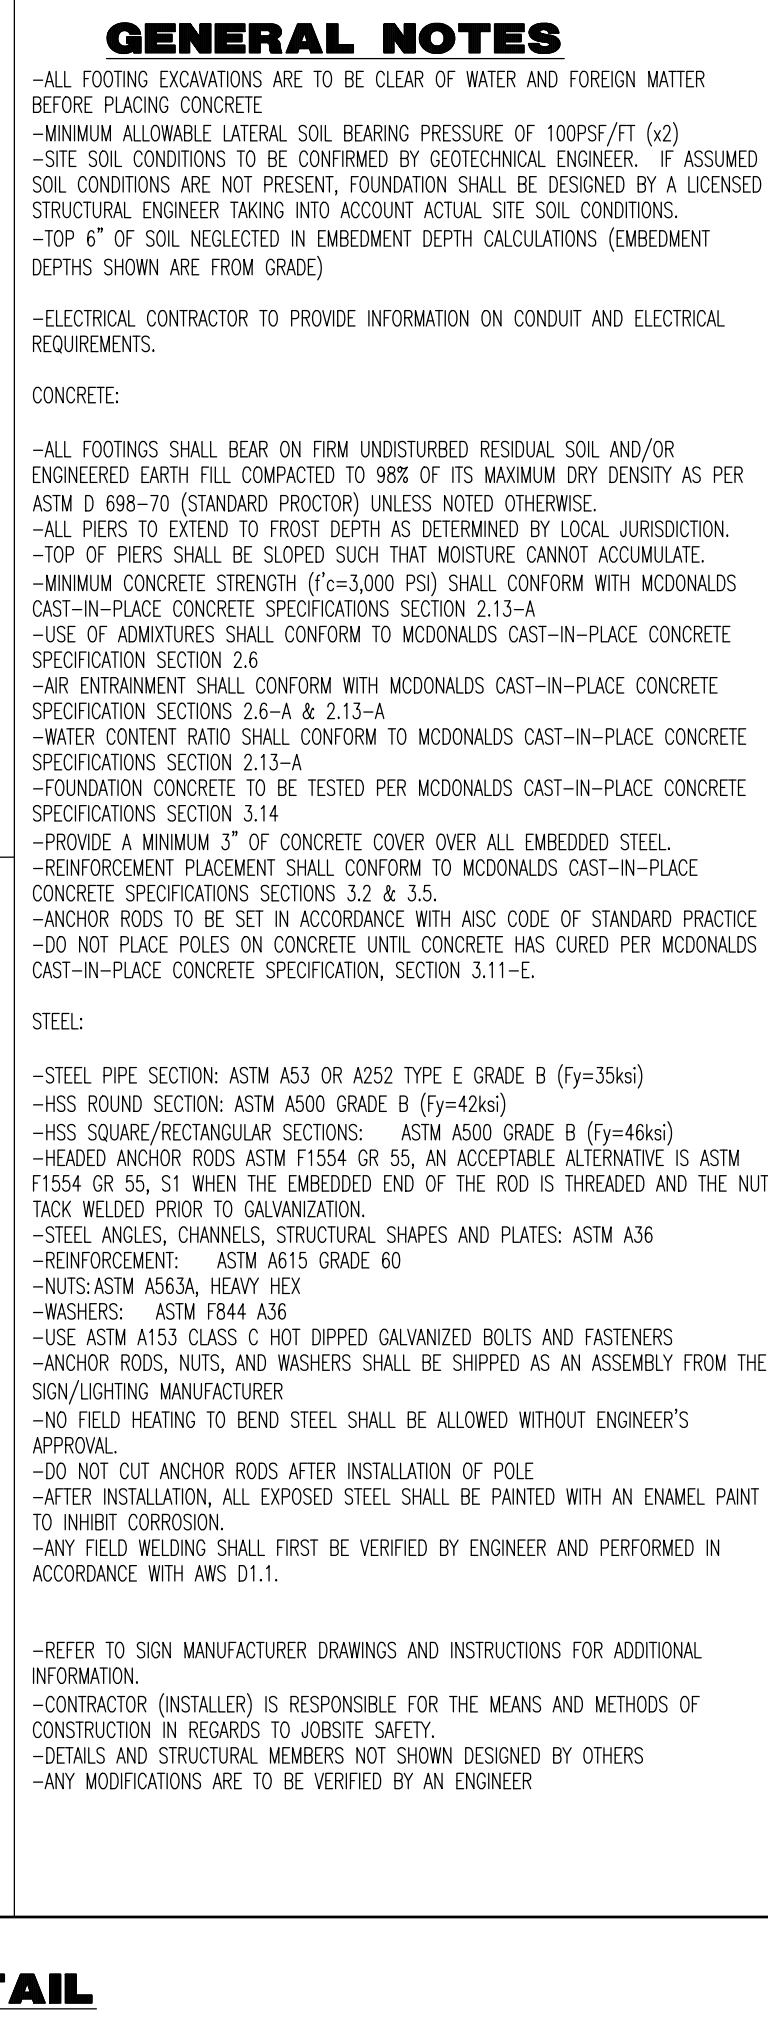 GENERAL NOTES
-ALL FOOTING EXCAVATIONS ARE TO BE CLEAR OF WATER AND FOREIGN MATTER
BEFORE PLACING CONCRETE
-MINIMUM ALLOWABLE LATERAL SOIL BEARING PRESSURE OF 100PSF/FT (x2)
-SITE SOIL CONDITIONS TO BE CONFIRMED BY GEOTECHNICAL ENGINEER. IF ASSUMED
SOIL CONDITIONS ARE NOT PRESENT, FOUNDATION SHALL BE DESIGNED BY A LICENSED
STRUCTURAL ENGINEER TAKING INTO ACCOUNT ACTUAL SITE SOIL CONDITIONS.
-TOP 6" OF SOIL NEGLECTED IN EMBEDMENT DEPTH CALCULATIONS (EMBEDMENT
DEPTHS SHOWN ARE FROM GRADE)
-ELECTRICAL CONTRACTOR TO PROVIDE INFORMATION ON CONDUIT AND ELECTRICAL
REQUIREMENTS.
CONCRETE:
-ALL FOOTINGS SHALL BEAR ON FIRM UNDISTURBED RESIDUAL SOIL AND/OR
ENGINEERED EARTH FILL COMPACTED TO 98% OF ITS MAXIMUM DRY DENSITY AS PER
ASTM D 698-70 (STANDARD PROCTOR) UNLESS NOTED OTHERWISE.
-ALL PIERS TO EXTEND TO FROST DEPTH AS DETERMINED BY LOCAL JURISDICTION.
-TOP OF PIERS SHALL BE SLOPED SUCH THAT MOISTURE CANNOT ACCUMULATE.
-MINIMUM CONCRETE STRENGTH (f'c=3,000 PSI) SHALL CONFORM WITH MCDONALDS
CAST-IN-PLACE CONCRETE SPECIFICATIONS SECTION 2.13-A
-USE OF ADMIXTURES SHALL CONFORM TO MCDONALDS CAST-IN-PLACE CONCRETE
SPECIFICATION SECTION 2.6
-AIR ENTRAINMENT SHALL CONFORM WITH MCDONALDS CAST-IN-PLACE CONCRETE
SPECIFICATION SECTIONS 2.6-A & 2.13-A
-WATER CONTENT RATIO SHALL CONFORM TO MCDONALDS CAST-IN-PLACE CONCRETE
SPECIFICATIONS SECTION 2.13-A
-FOUNDATION CONCRETE TO BE TESTED PER MCDONALDS CAST-IN-PLACE CONCRETE
SPECIFICATIONS SECTION 3.14
-PROVIDE A MINIMUM 3" OF CONCRETE COVER OVER ALL EMBEDDED STEEL.
-REINFORCEMENT PLACEMENT SHALL CONFORM TO MCDONALDS CAST-IN-PLACE
CONCRETE SPECIFICATIONS SECTIONS 3.2 & 3.5.
-ANCHOR RODS TO BE SET IN ACCORDANCE WITH AISC CODE OF STANDARD PRACTICE
-DO NOT PLACE POLES ON CONCRETE UNTIL CONCRETE HAS CURED PER MCDONALDS
CAST-IN-PLACE CONCRETE SPECIFICATION, SECTION 3.11-E.
STEEL:
-STEEL PIPE SECTION: ASTM A53 OR A252 TYPE E GRADE B (Fy=35ksi)
-HSS ROUND SECTION: ASTM A500 GRADE B (Fy=42ksi)
-HSS SQUARE/RECTANGULAR SECTIONS: ASTM A500 GRADE B (Fy=46ksi)
-HEADED ANCHOR RODS ASTM F1554 GR 55, AN ACCEPTABLE ALTERNATIVE IS ASTM
F1554 GR 55, S1 WHEN THE EMBEDDED END OF THE ROD IS THREADED AND THE NUT
TACK WELDED PRIOR TO GALVANIZATION.
-STEEL ANGLES, CHANNELS, STRUCTURAL SHAPES AND PLATES: ASTM A36
-REINFORCEMENT: ASTM A615 GRADE 60
-NUTS: ASTM A563A, HEAVY HEX
-WASHERS: ASTM F844 A36
-USE ASTM A153 CLASS C HOT DIPPED GALVANIZED BOLTS AND FASTENERS
-ANCHOR RODS, NUTS, AND WASHERS SHALL BE SHIPPED AS AN ASSEMBLY FROM THE
SIGN/LIGHTING MANUFACTURER
-NO FIELD HEATING TO BEND STEEL SHALL BE ALLOWED WITHOUT ENGINEER'S
APPROVAL.
-DO NOT CUT ANCHOR RODS AFTER INSTALLATION OF POLE
-AFTER INSTALLATION, ALL EXPOSED STEEL SHALL BE PAINTED WITH AN ENAMEL PAINT
TO INHIBIT CORROSION.
-ANY FIELD WELDING SHALL FIRST BE VERIFIED BY ENGINEER AND PERFORMED IN
ACCORDANCE WITH AWS D1.1.
-REFER TO SIGN MANUFACTURER DRAWINGS AND INSTRUCTIONS FOR ADDITIONAL
INFORMATION.
-CONTRACTOR (INSTALLER) IS RESPONSIBLE FOR THE MEANS AND METHODS OF
CONSTRUCTION IN REGARDS TO JOBSITE SAFETY.
-DETAILS AND STRUCTURAL MEMBERS NOT SHOWN DESIGNED BY OTHERS
-ANY MODIFICATIONS ARE TO BE VERIFIED BY AN ENGINEER
TAIL